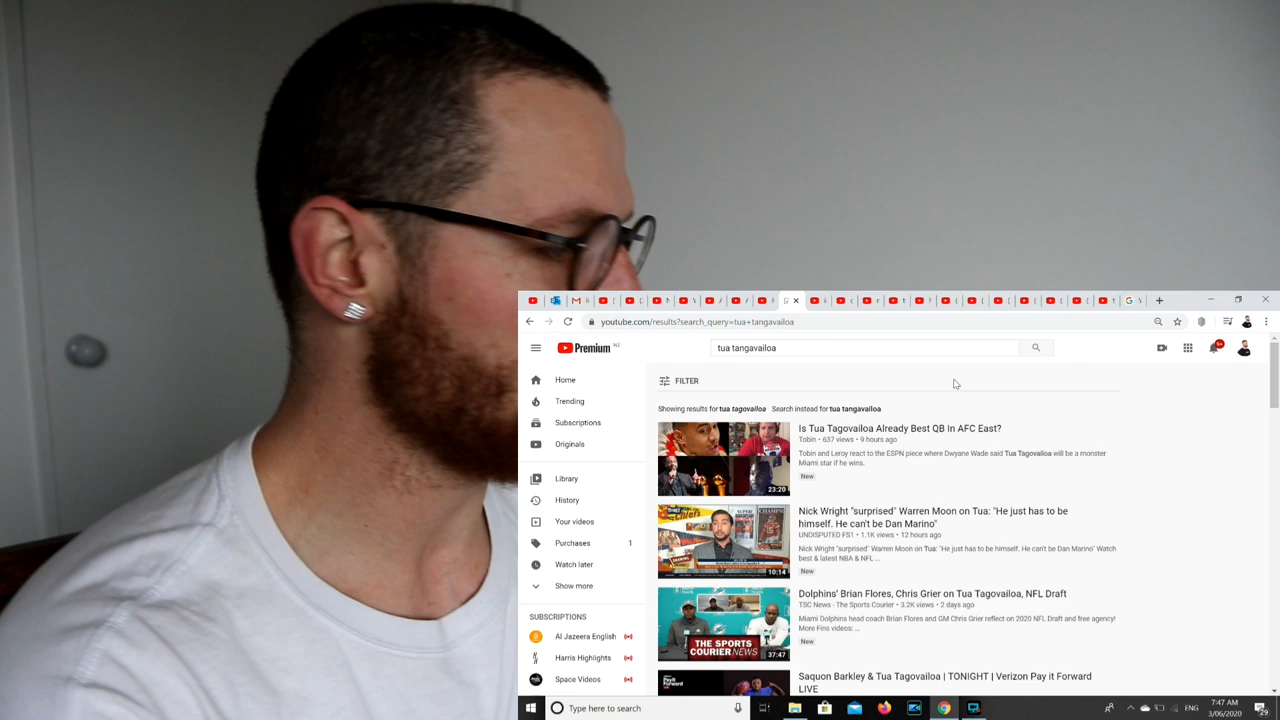 youtube.com/results?search_query=tua+tangavailoa
Premium NZ
tua tangavailoa
9+
Home
Trending
Subscriptions
Originals
Library
History
Your videos
Purchases 1
Watch later
Show more
SUBSCRIPTIONS
Al Jazeera English
Harris Highlights
Space Videos
FILTER
Showing results for tua tagovailoa Search instead for tua tangavailoa
23:20
Is Tua Tagovailoa Already Best QB In AFC East?
Tobin • 637 views • 9 hours ago
Tobin and Leroy react to the ESPN piece where Dwyane Wade said Tua Tagovailoa will be a monster
Miami star if he wins.
New
10:14
Nick Wright "surprised" Warren Moon on Tua: "He just has to be
himself. He can't be Dan Marino"
UNDISPUTED FS1 • 1.1K views • 12 hours ago
Nick Wright "surprised" Warren Moon on Tua: "He just has to be himself. He can't be Dan Marino" Watch
best & latest NBA & NFL ...
New
THE SPORTS
COURIER NEWS
37:47
Dolphins' Brian Flores, Chris Grier on Tua Tagovailoa, NFL Draft
TSC News - The Sports Courier • 3.2K views • 2 days ago
Miami Dolphins head coach Brian Flores and GM Chris Grier reflect on 2020 NFL Draft and free agency!
More Fins videos: ...
New
Pay it
Forward
Saquon Barkley & Tua Tagovailoa | TONIGHT | Verizon Pay it Forward
LIVE
Type here to search
ENG
7:47 AM
3/06/2020
29